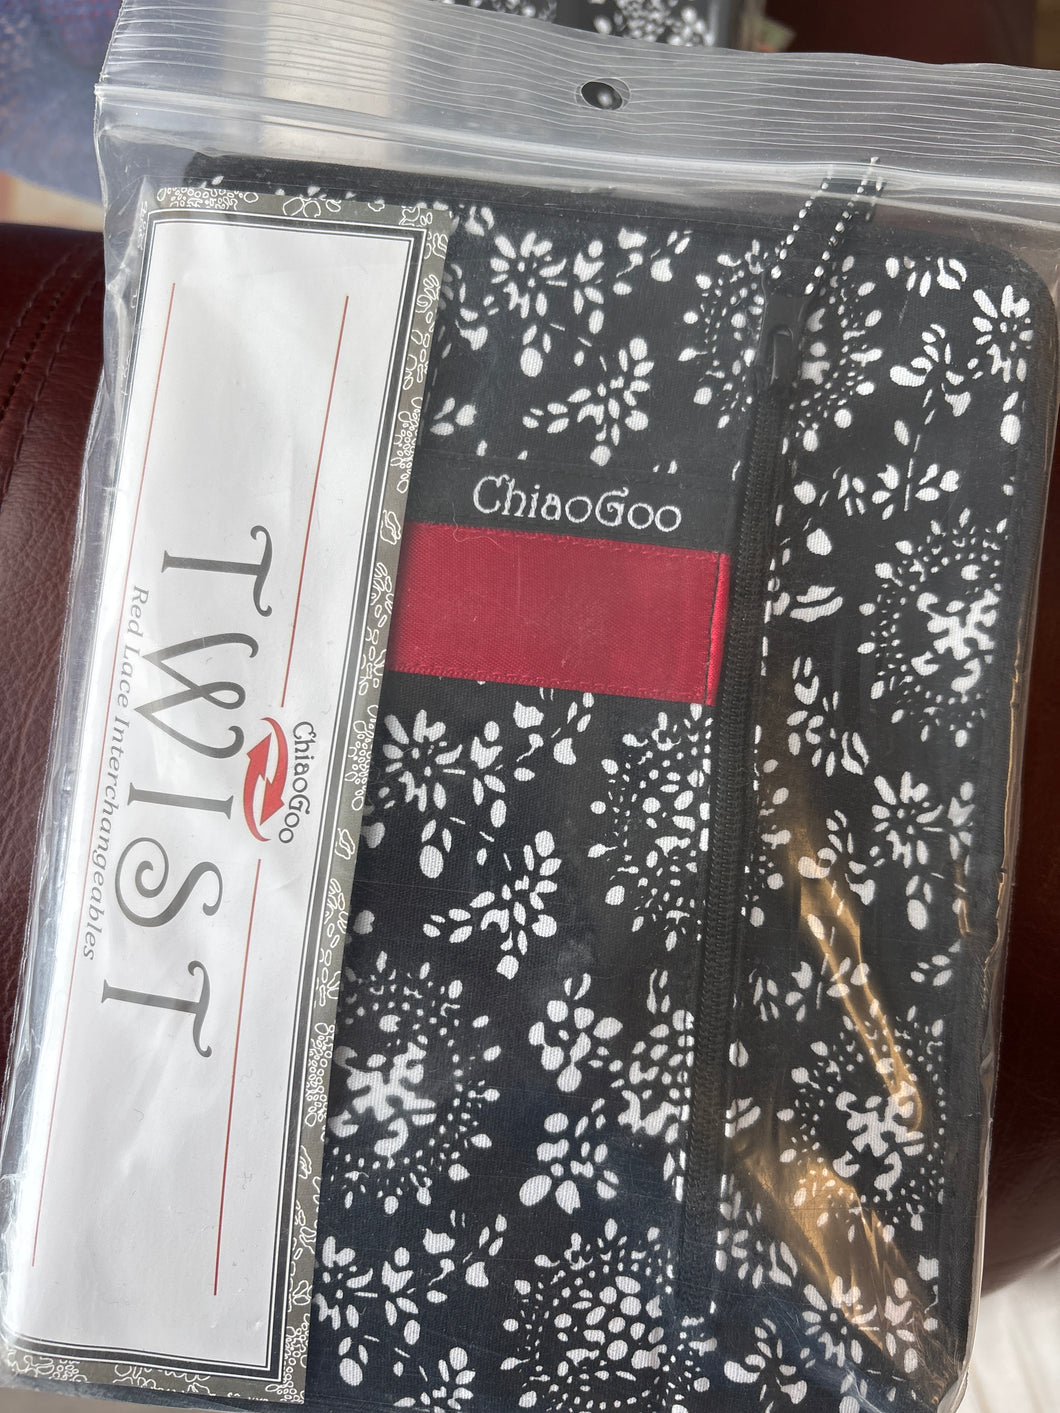 ChiaoGoo
ChiaoGoo
TWIST
Red Lace Interchangeables